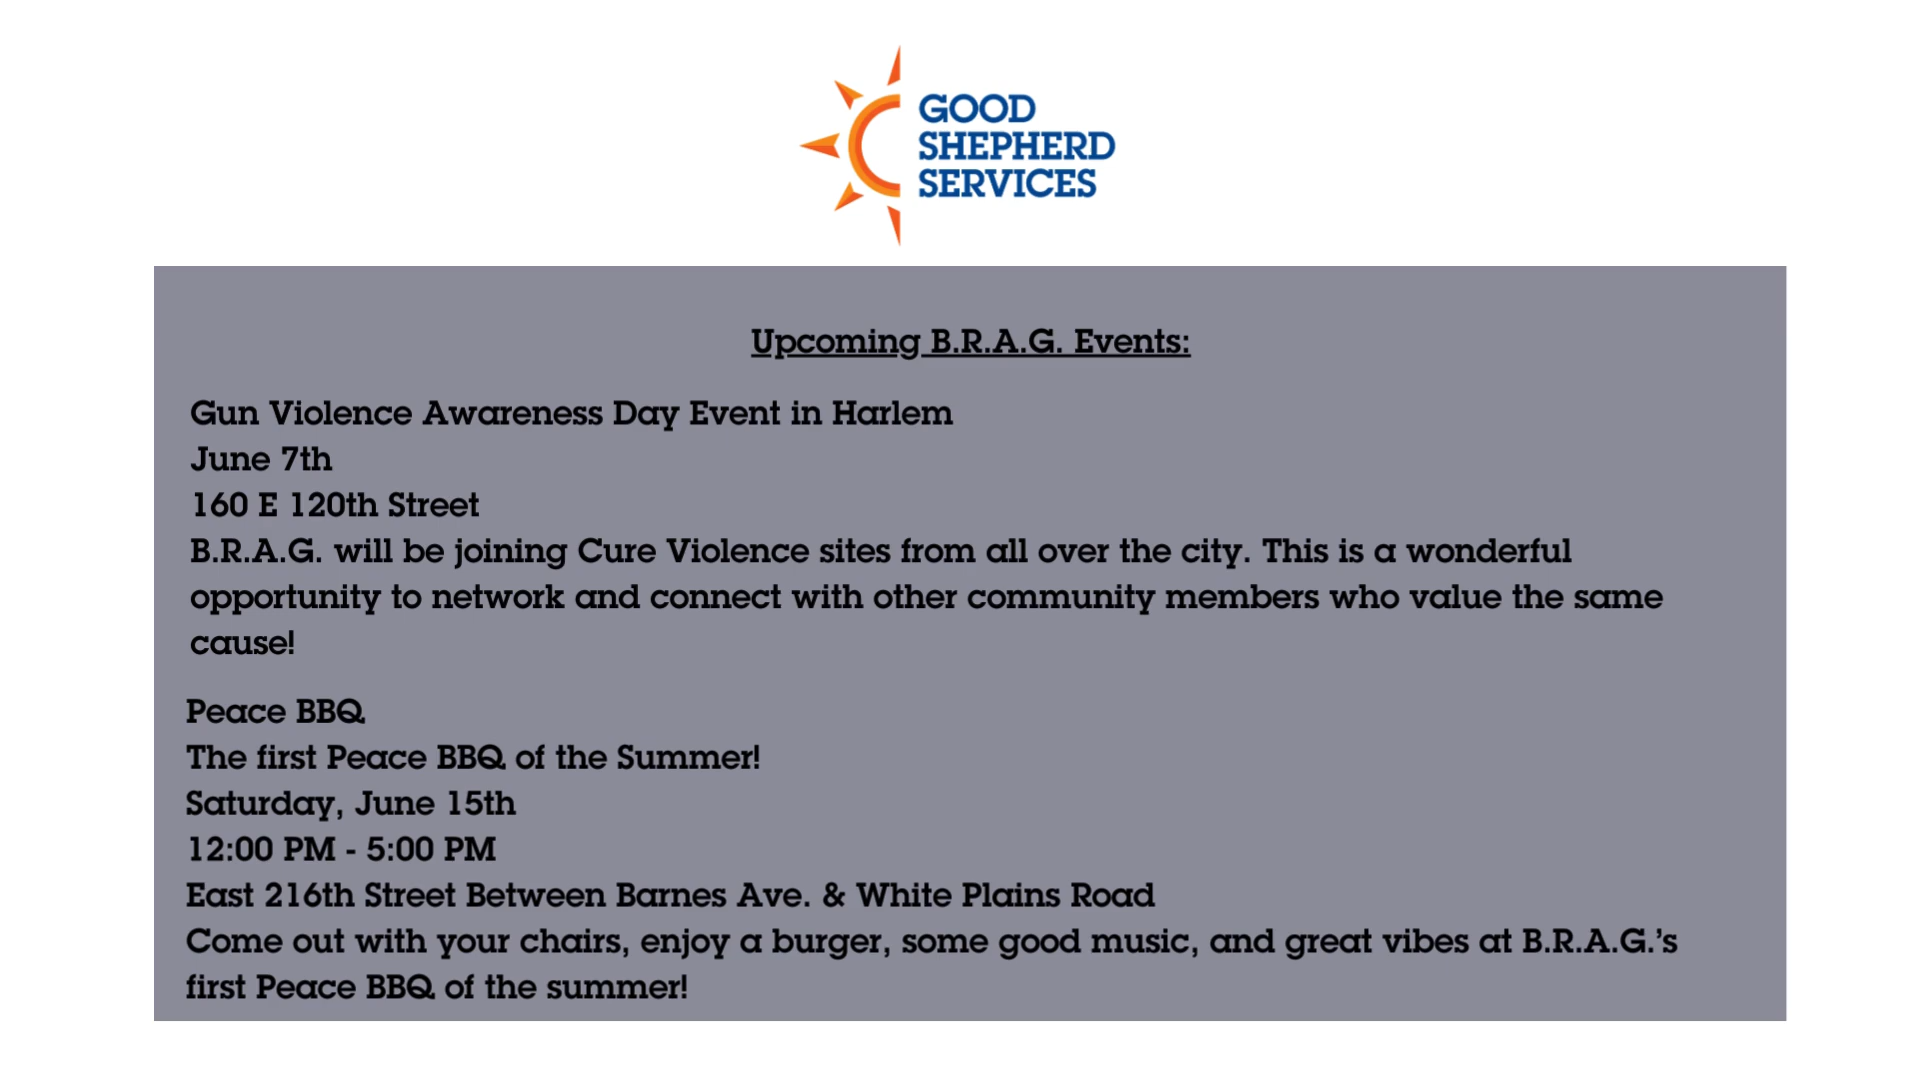 GOOD
SHEPHERD
SERVICES
Upcoming B.R.A.G. Events:
Gun Violence Awareness Day Event in Harlem
June 7th
160 E 120th Street
B.R.A.G. will be joining Cure Violence sites from all over the city. This is a wonderful
opportunity to network and connect with other community members who value the same
cause!
Peace BBQ
The first Peace BBQ of the Summer!
Saturday, June 15th
12:00 PM - 5:00 PM
East 216th Street Between Barnes Ave. & White Plains Road
Come out with your chairs, enjoy a burger, some good music, and great vibes at B.R.A.G.’s
first Peace BBQ of the summer!